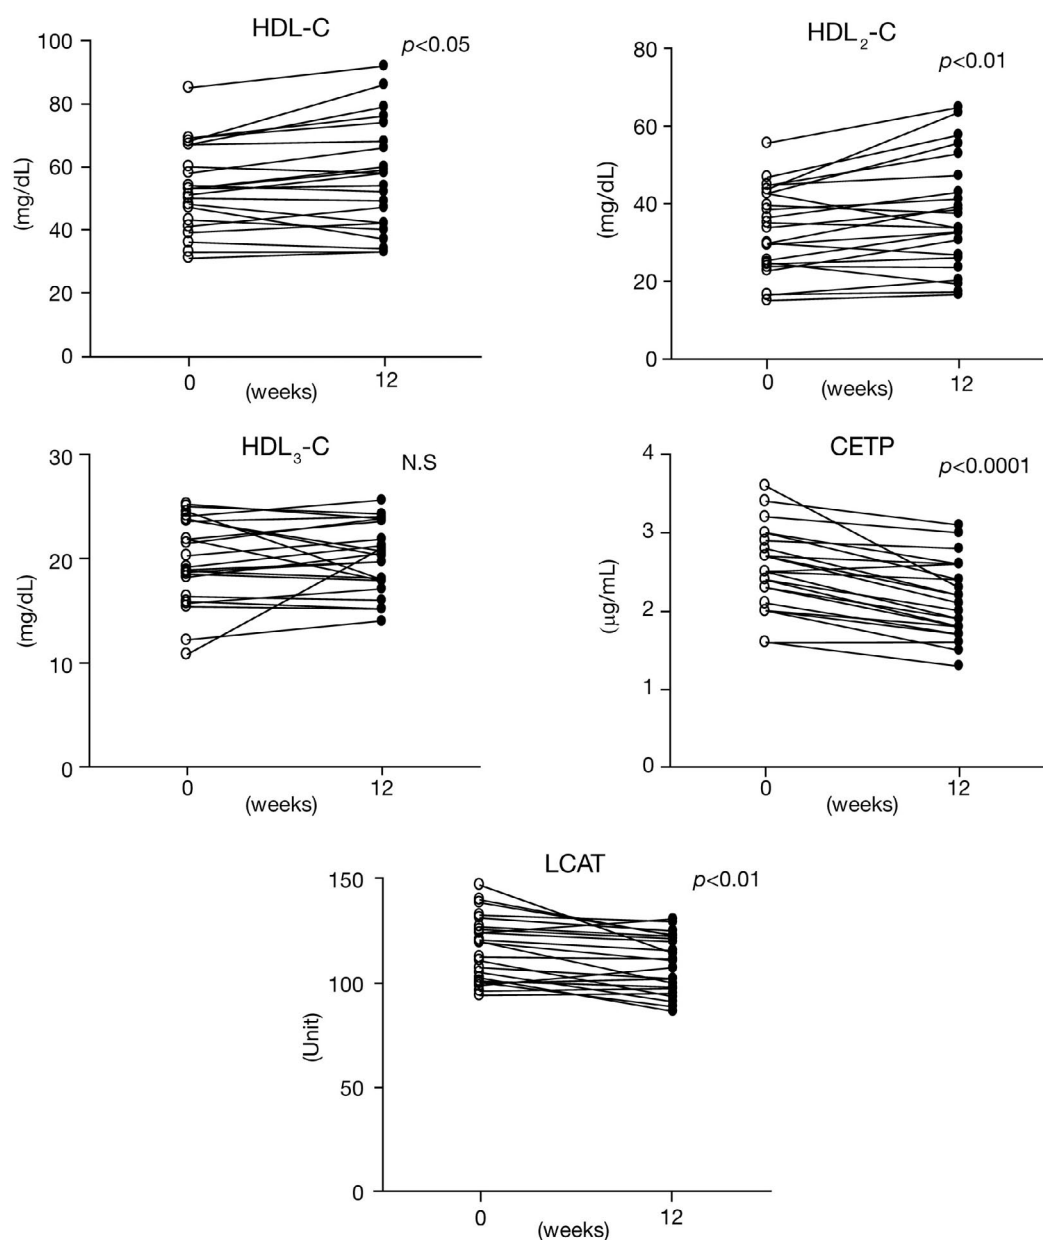 HDL-C
p<0.05
100
80
60
40
20
0
(mg/dL)
0
12
(weeks)
HDL2-C
p<0.01
80
60
40
20
0
(mg/dL)
0
12
(weeks)
HDL3-C
N.S
30
20
10
0
(mg/dL)
0
12
(weeks)
CETP
p<0.0001
4
3
2
1
0
(μg/mL)
0
12
(weeks)
LCAT
p<0.01
150
100
50
0
(Unit)
0
12
(weeks)